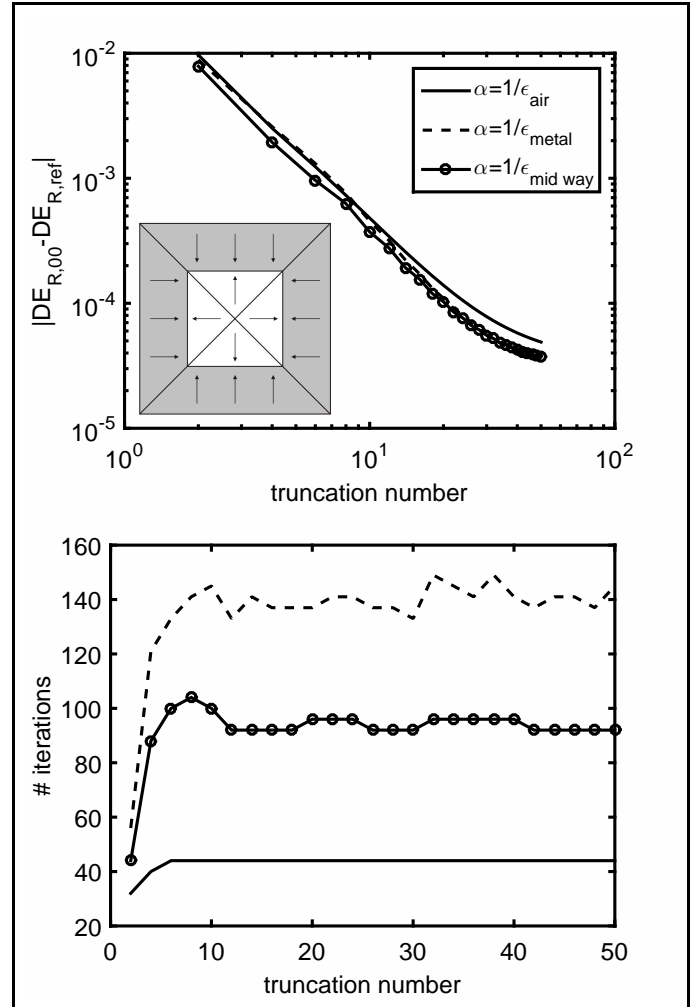 10^-2
10^-3
10^-4
10^-5
|DE_R,00-DE_R,ref|
α=1/ϵ_air
α=1/ϵ_metal
α=1/ϵ_mid way
10^0 10^1 10^2
truncation number
160
140
120
100
80
60
40
20
# iterations
0 10 20 30 40 50
truncation number